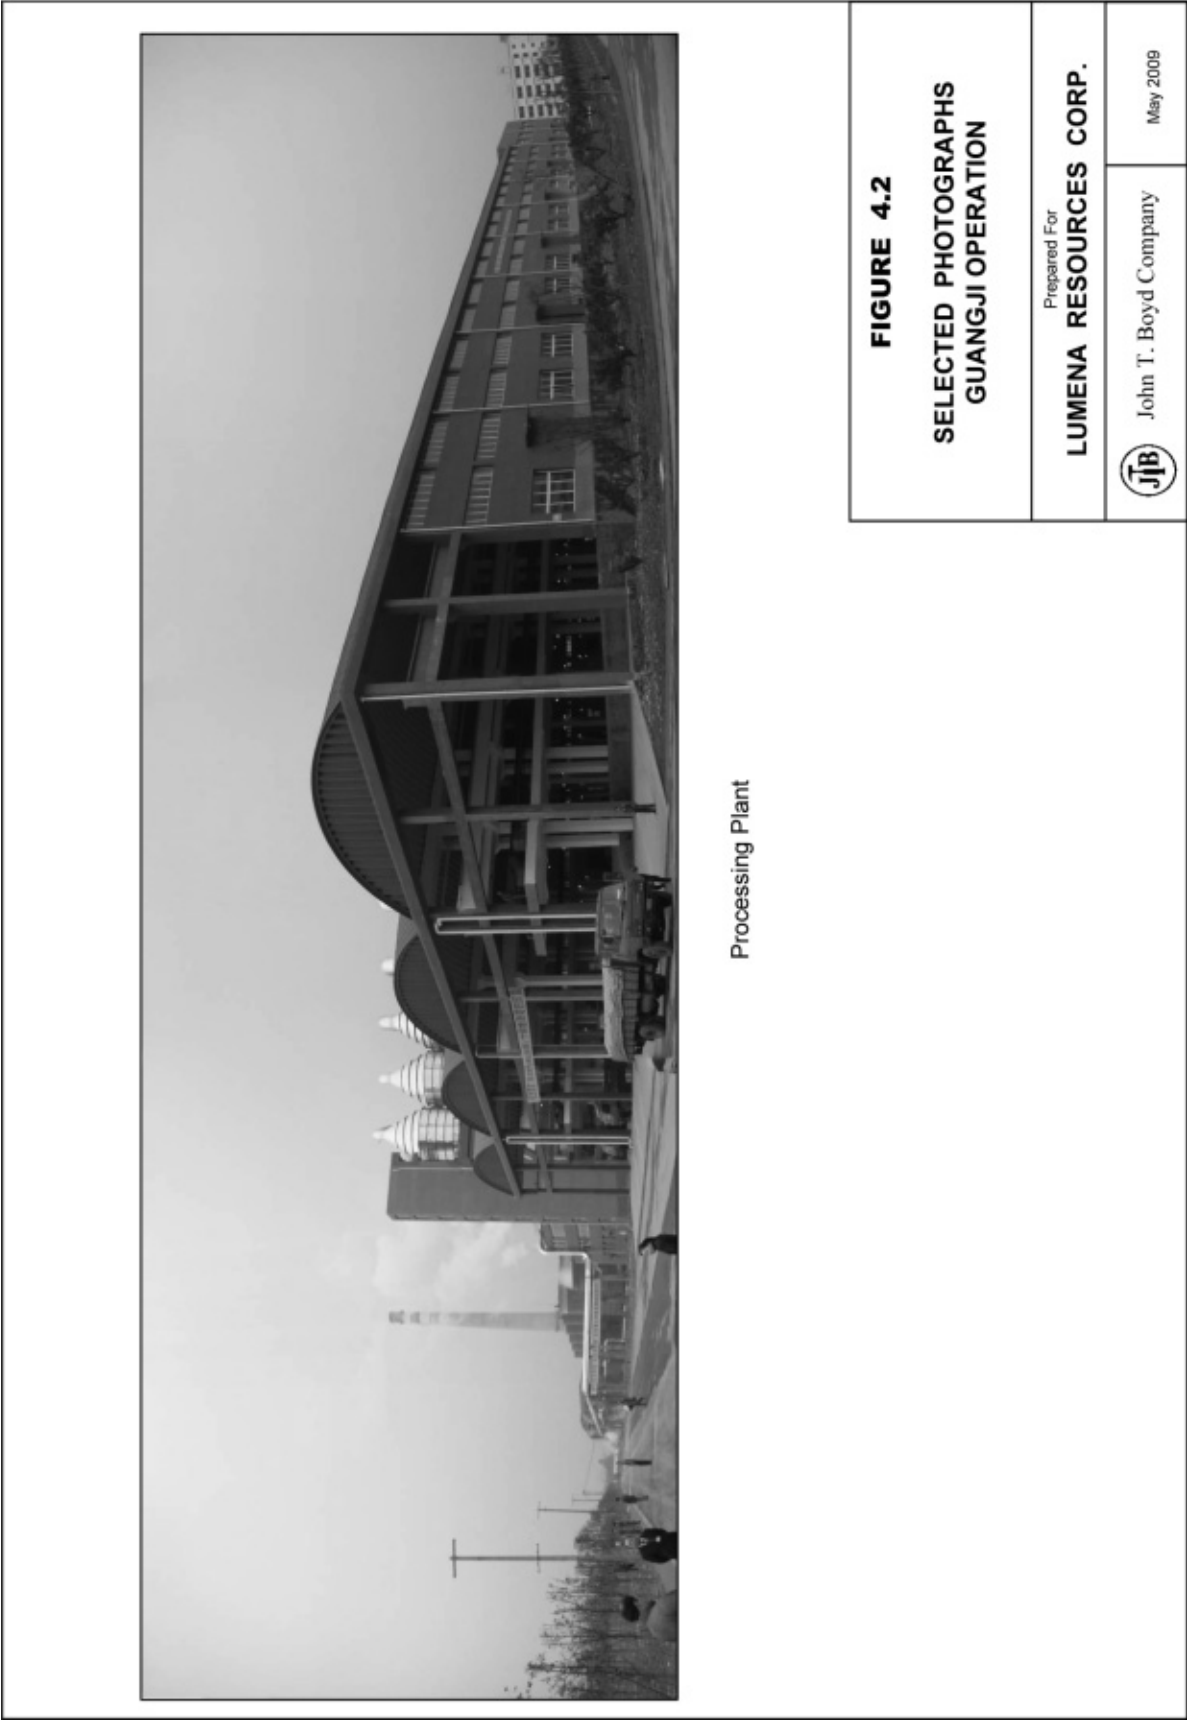 Processing Plant
FIGURE 4.2
SELECTED PHOTOGRAPHS
GUANGJI OPERATION
Prepared For
LUMENA RESOURCES CORP.
JTB John T. Boyd Company
May 2009